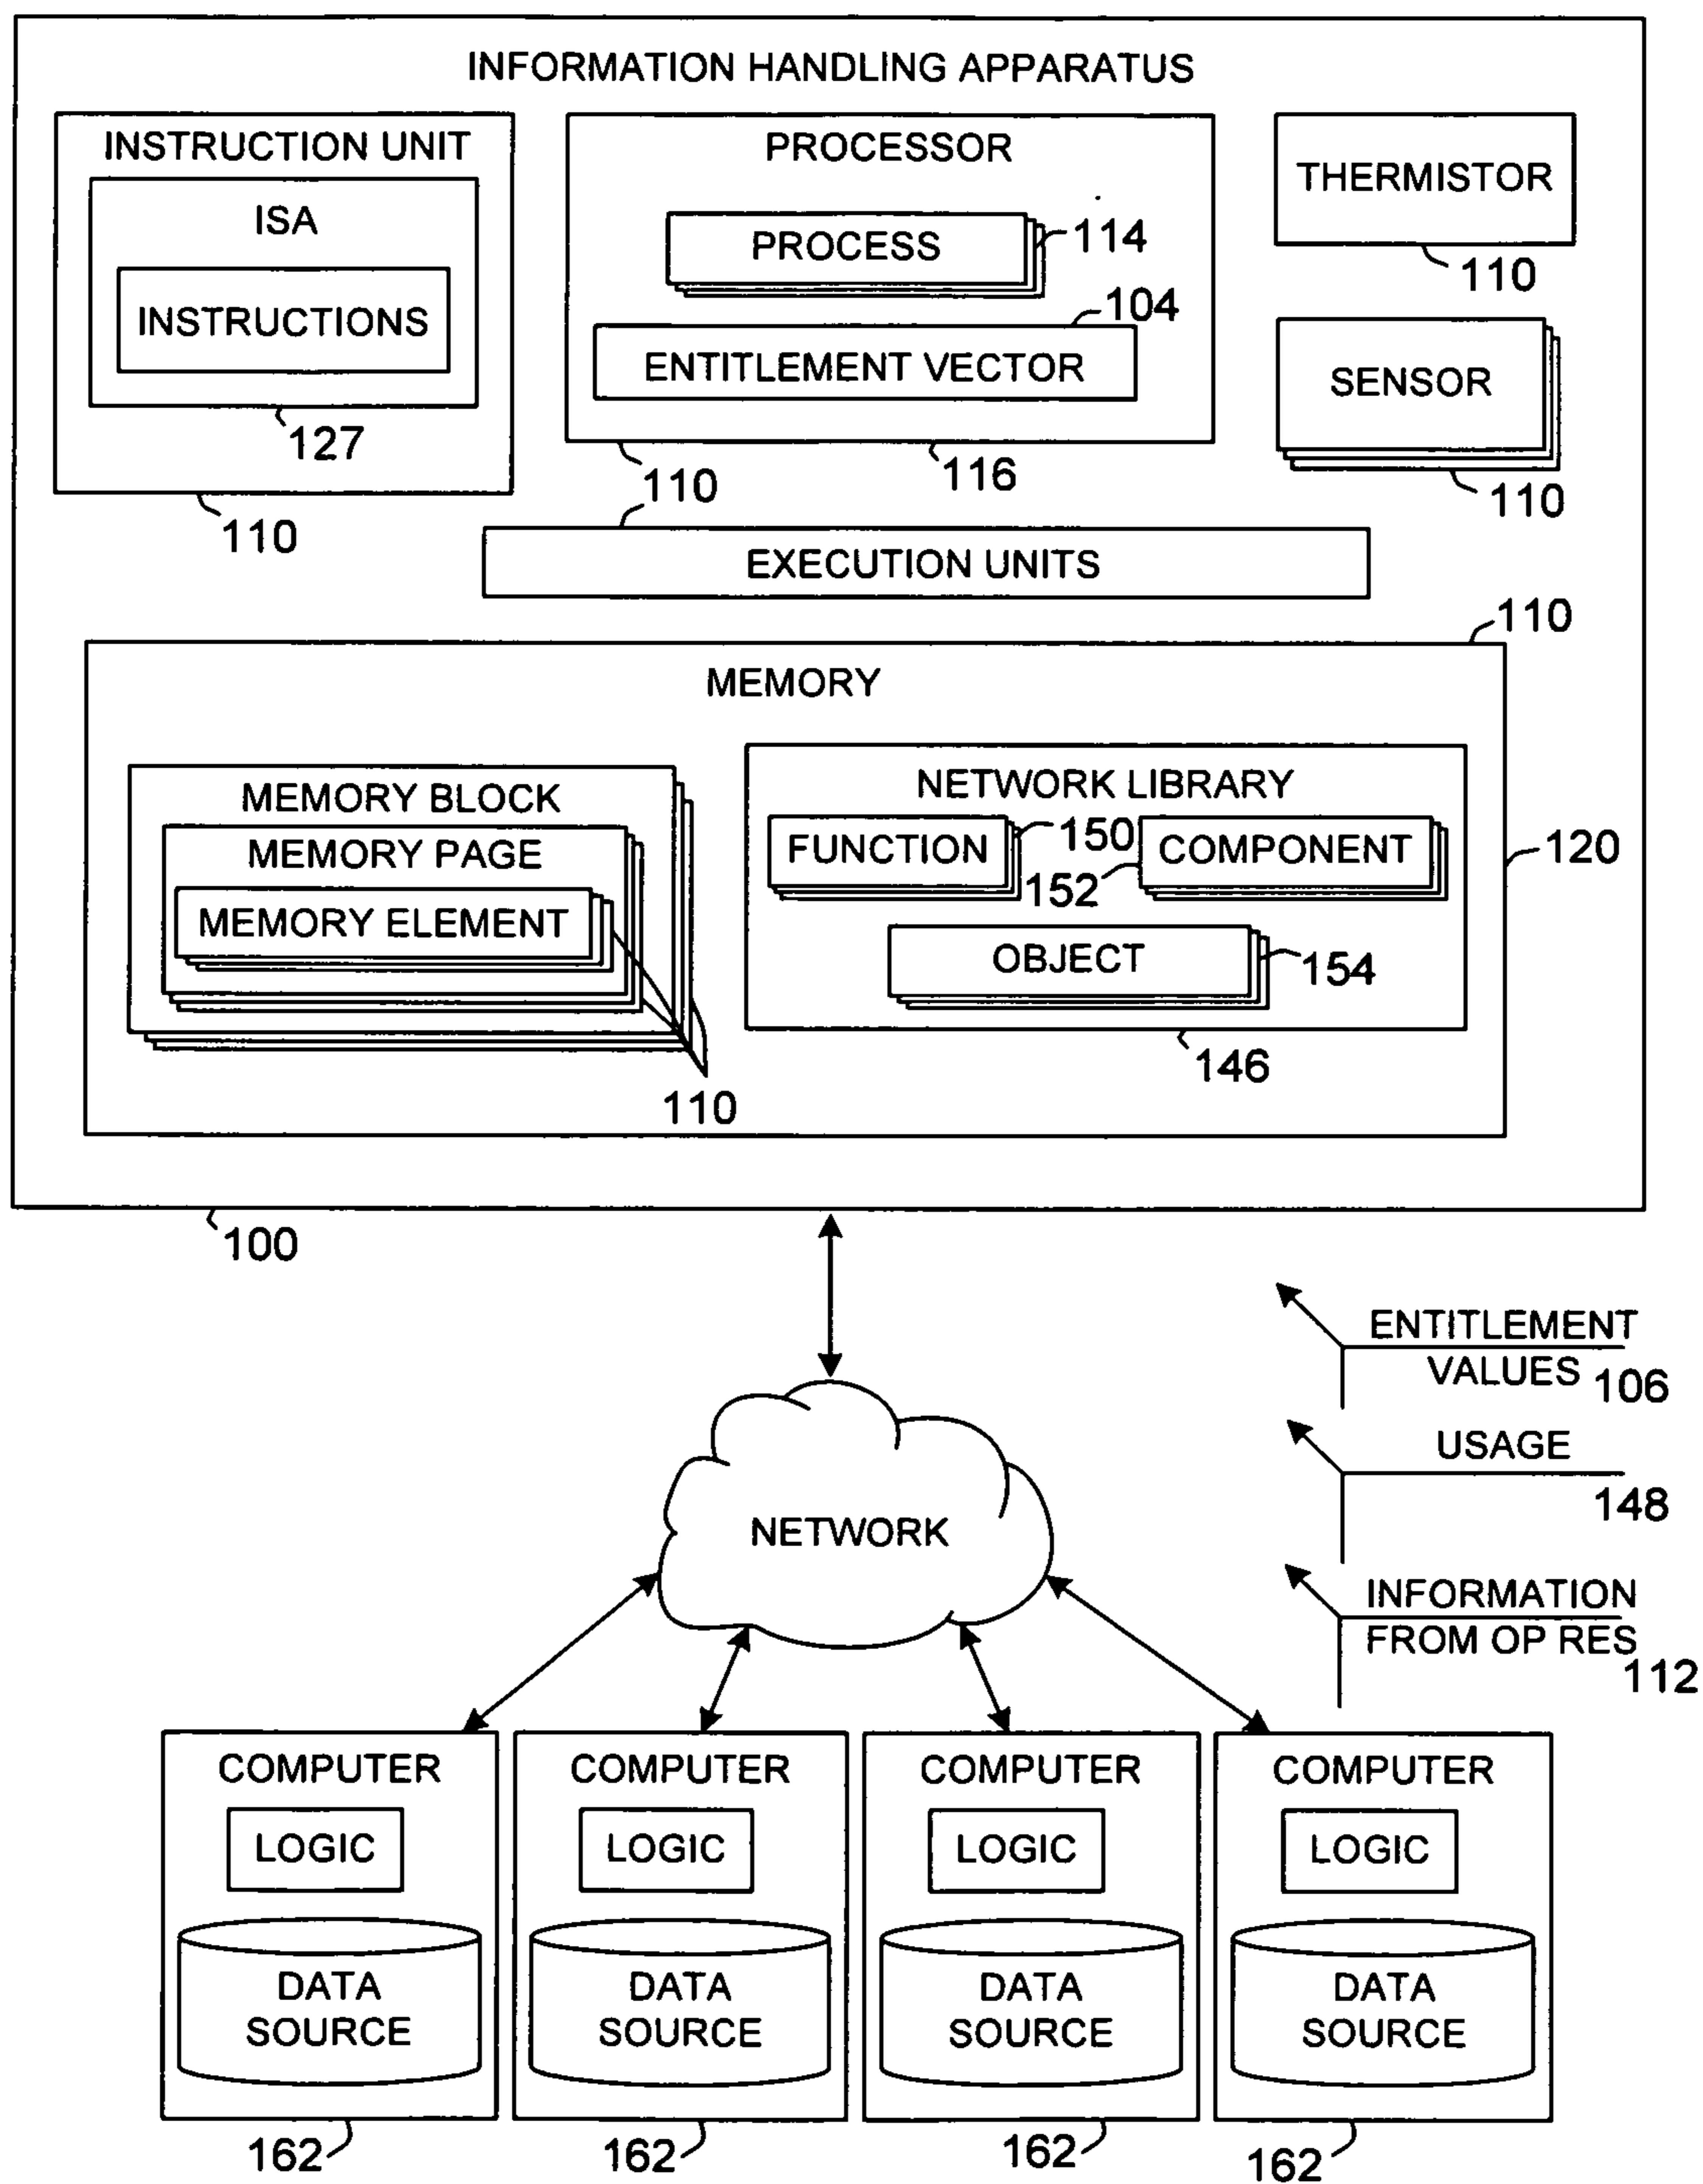 INFORMATION HANDLING APPARATUS
INSTRUCTION UNIT
ISA
INSTRUCTIONS
127
110
PROCESSOR
PROCESS
114
104
ENTITLEMENT VECTOR
110
116
THERMISTOR
110
SENSOR
110
EXECUTION UNITS
110
MEMORY
MEMORY BLOCK
MEMORY PAGE
MEMORY ELEMENT
110
NETWORK LIBRARY
FUNCTION
150
152
COMPONENT
OBJECT
154
146
120
100
NETWORK
ENTITLEMENT
VALUES 106
USAGE
148
INFORMATION
FROM OP RES
112
COMPUTER
LOGIC
DATA
SOURCE
162
COMPUTER
LOGIC
DATA
SOURCE
162
COMPUTER
LOGIC
DATA
SOURCE
162
COMPUTER
LOGIC
DATA
SOURCE
162